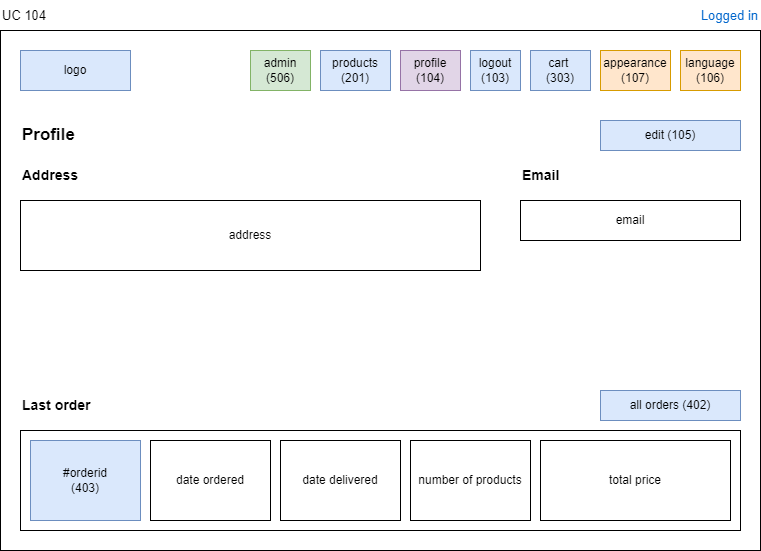 UC 104
Logged in
logo
admin
(506)
products
(201)
profile
(104)
logout
(103)
cart
(303)
appearance
(107)
language
(106)
Profile
edit (105)
Address
Email
address
email
Last order
all orders (402)
#orderid
(403)
date ordered
date delivered
number of products
total price